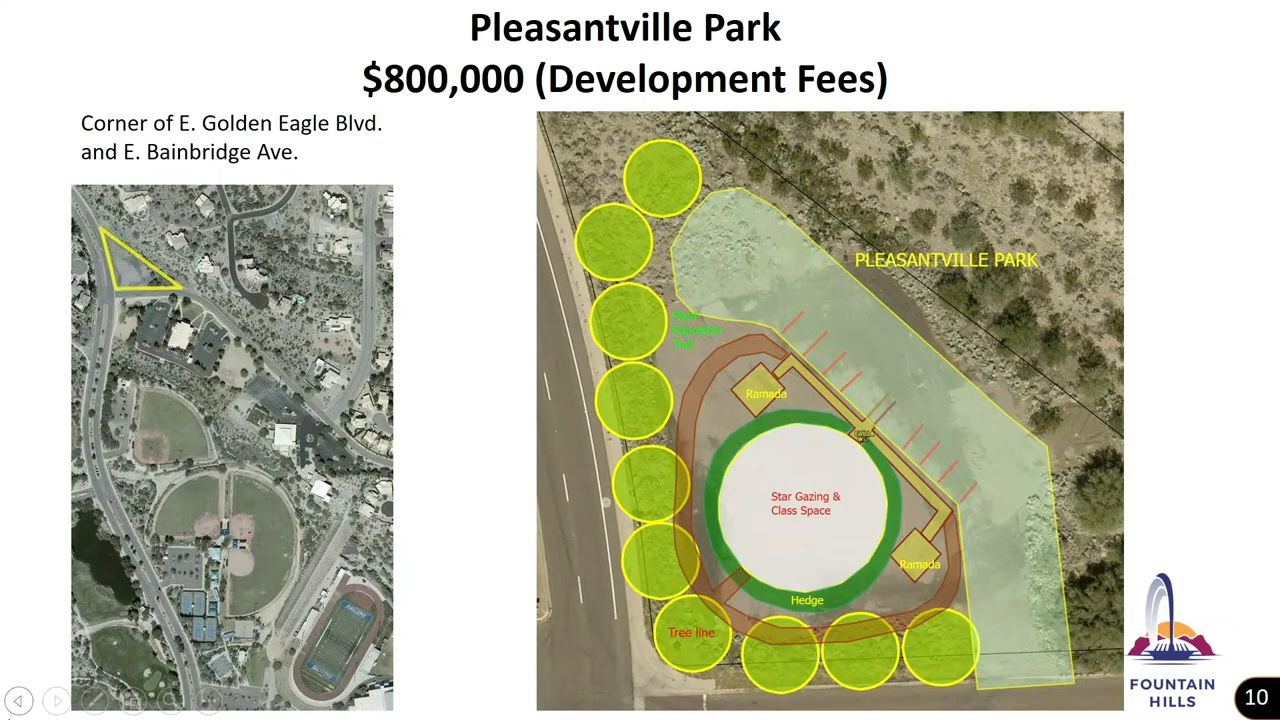 Pleasantville Park
$800,000 (Development Fees)
Corner of E. Golden Eagle Blvd.
and E. Bainbridge Ave.
PLEASANTVILLE PARK
Ramada
Star Gazing &
Class Space
Ramada
Hedge
Tree line
FOUNTAIN
HILLS
10